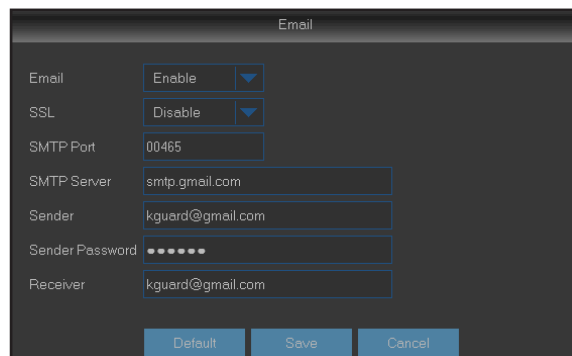 Email
Email Enable
SSL Disable
SMTP Port 00465
SMTP Server smtp.gmail.com
Sender kguard@gmail.com
Sender Password ●●●●●●
Receiver kguard@gmail.com
Default Save Cancel